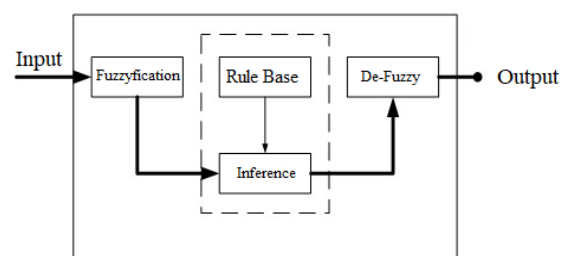 Input
Fuzzyfication
Rule Base
De-Fuzzy
Output
Inference